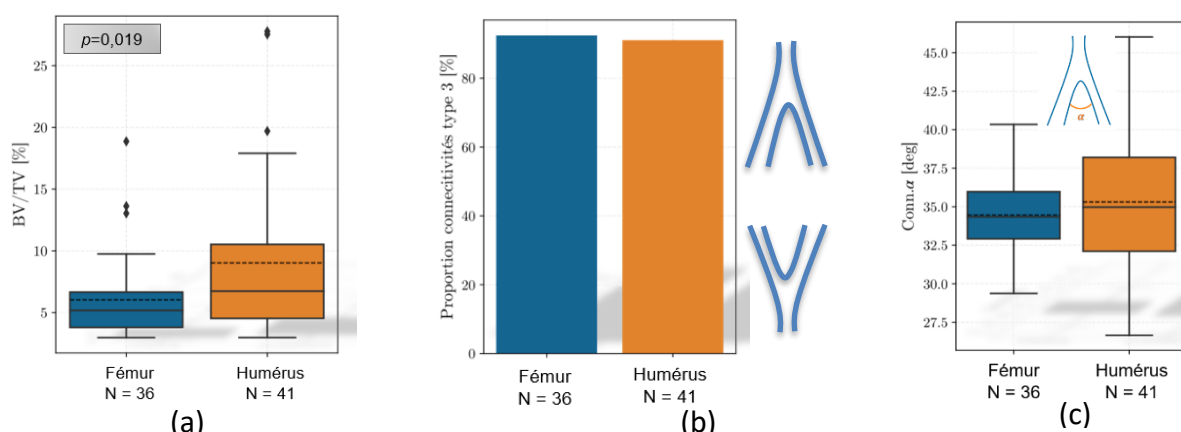 p=0,019
BV/TV [%]
25
20
15
10
5
Fémur
N = 36
Humérus
N = 41
(a)
Proportion connecitivités type 3 [%]
80
60
40
20
0
Fémur
N = 36
Humérus
N = 41
(b)
Conn.α [deg]
45.0
42.5
40.0
37.5
35.0
32.5
30.0
27.5
α
Fémur
N = 36
Humérus
N = 41
(c)